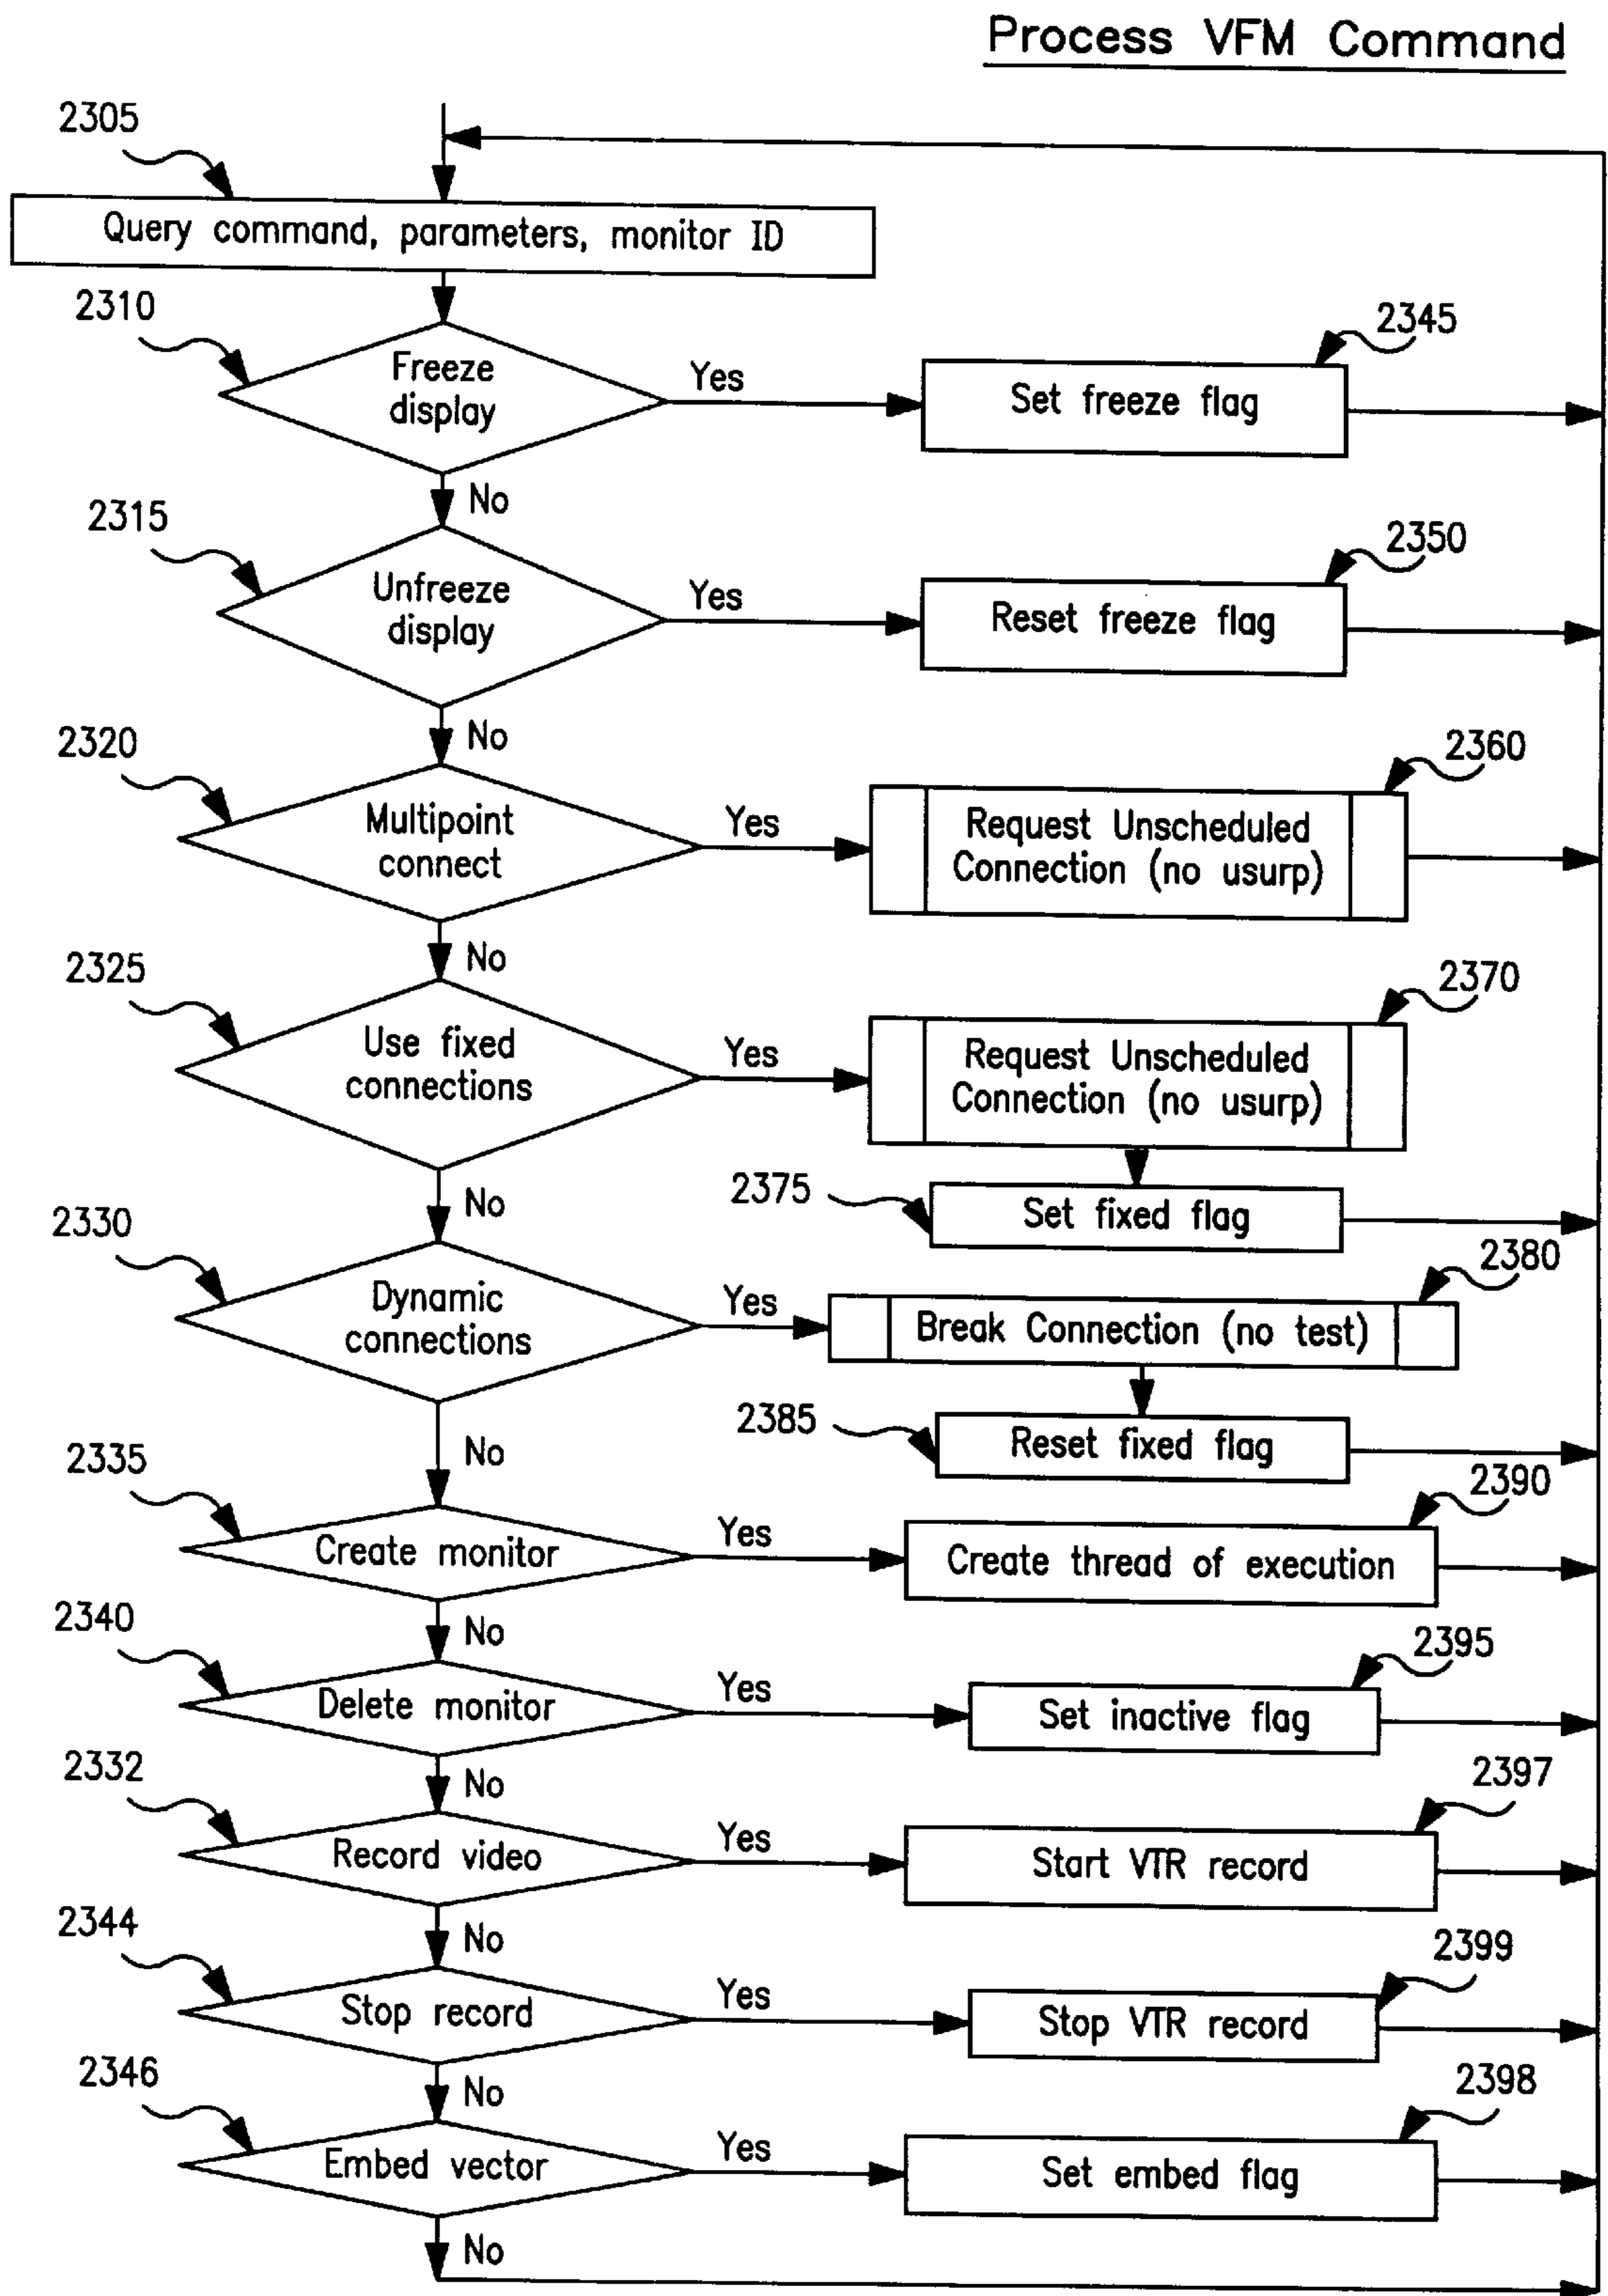 Process VFM Command
2305
Query command, parameters, monitor ID
2310
Freeze
display
Yes
2345
Set freeze flag
No
2315
Unfreeze
display
Yes
2350
Reset freeze flag
No
2320
Multipoint
connect
Yes
2360
Request Unscheduled
Connection (no usurp)
No
2325
Use fixed
connections
Yes
2370
Request Unscheduled
Connection (no usurp)
2375
Set fixed flag
No
2330
Dynamic
connections
Yes
2380
Break Connection (no test)
2385
Reset fixed flag
No
2335
Create monitor
Yes
2390
Create thread of execution
No
2340
Delete monitor
Yes
2395
Set inactive flag
No
2332
Record video
Yes
2397
Start VTR record
No
2344
Stop record
Yes
2399
Stop VTR record
No
2346
Embed vector
Yes
2398
Set embed flag
No